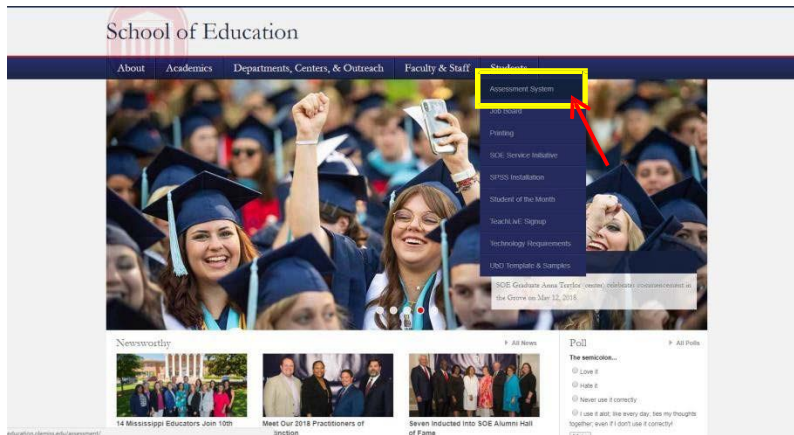 School of Education
About Academics Departments, Centers, & Outreach Faculty & Staff Students
Assessment System
Job Board
Printing
SOE Service Initiative
SPSS Installation
Student of the Month
TeachLivE Signup
Technology Requirements
UbD Template & Samples
SOE Graduate Anna Traylor (center) celebrates commencement in
the Grove on May 12, 2018.
Newsworthy
All News
14 Mississippi Educators Join 10th
Meet Our 2018 Practitioners of
Seven Inducted Into SOE Alumni Hall
of Fame
Poll
All Polls
The semicolon...
Love it
Hate it
Never use it correctly
I use it alot; like every day, ties my thoughts
together; even if I don't use it correctly!
education.olemiss.edu/assessment/